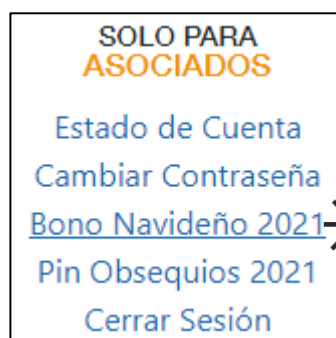 SOLO PARA
ASOCIADOS
Estado de Cuenta
Cambiar Contraseña
Bono Navideño 2021
Pin Obsequios 2021
Cerrar Sesión